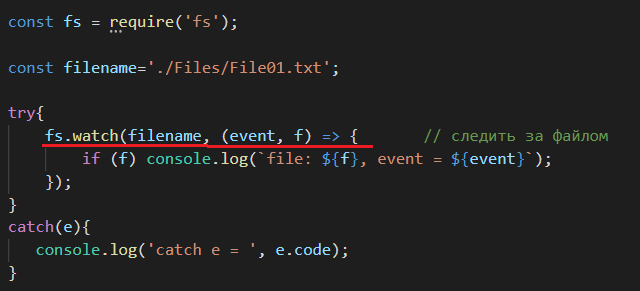 const fs = require('fs');
const filename='./Files/File01.txt';
try{
fs.watch(filename, (event, f) => { // следить за файлом
if (f) console.log(`file: ${f}, event = ${event}`);
});
}
catch(e){
console.log('catch e = ', e.code);
}